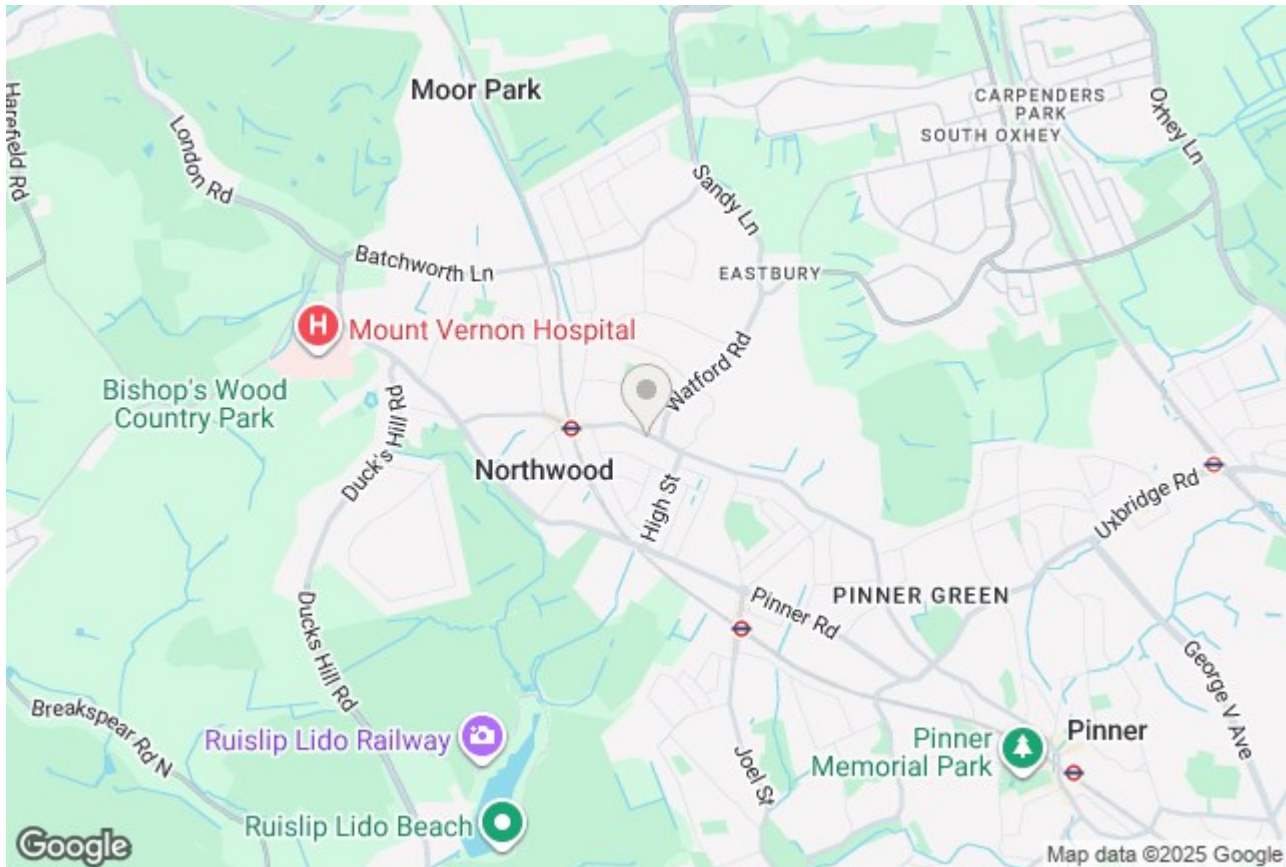 Moor Park
CARPENDERS
PARK
SOUTH OXHEY
Oxhey Ln
Harefield Rd
London Rd
Sandy Ln
Batchworth Ln
EASTBURY
H
Mount Vernon Hospital
Watford Rd
Bishop's Wood
Country Park
Duck's Hill Rd
Northwood
High St
Uxbridge Rd
PINNER GREEN
Pinner Rd
Ducks Hill Rd
George V Ave
Breakspear Rd N
Ruislip Lido Railway
Joel St
Pinner
Memorial Park
Pinner
Ruislip Lido Beach
Google
Map data ©2025 Google